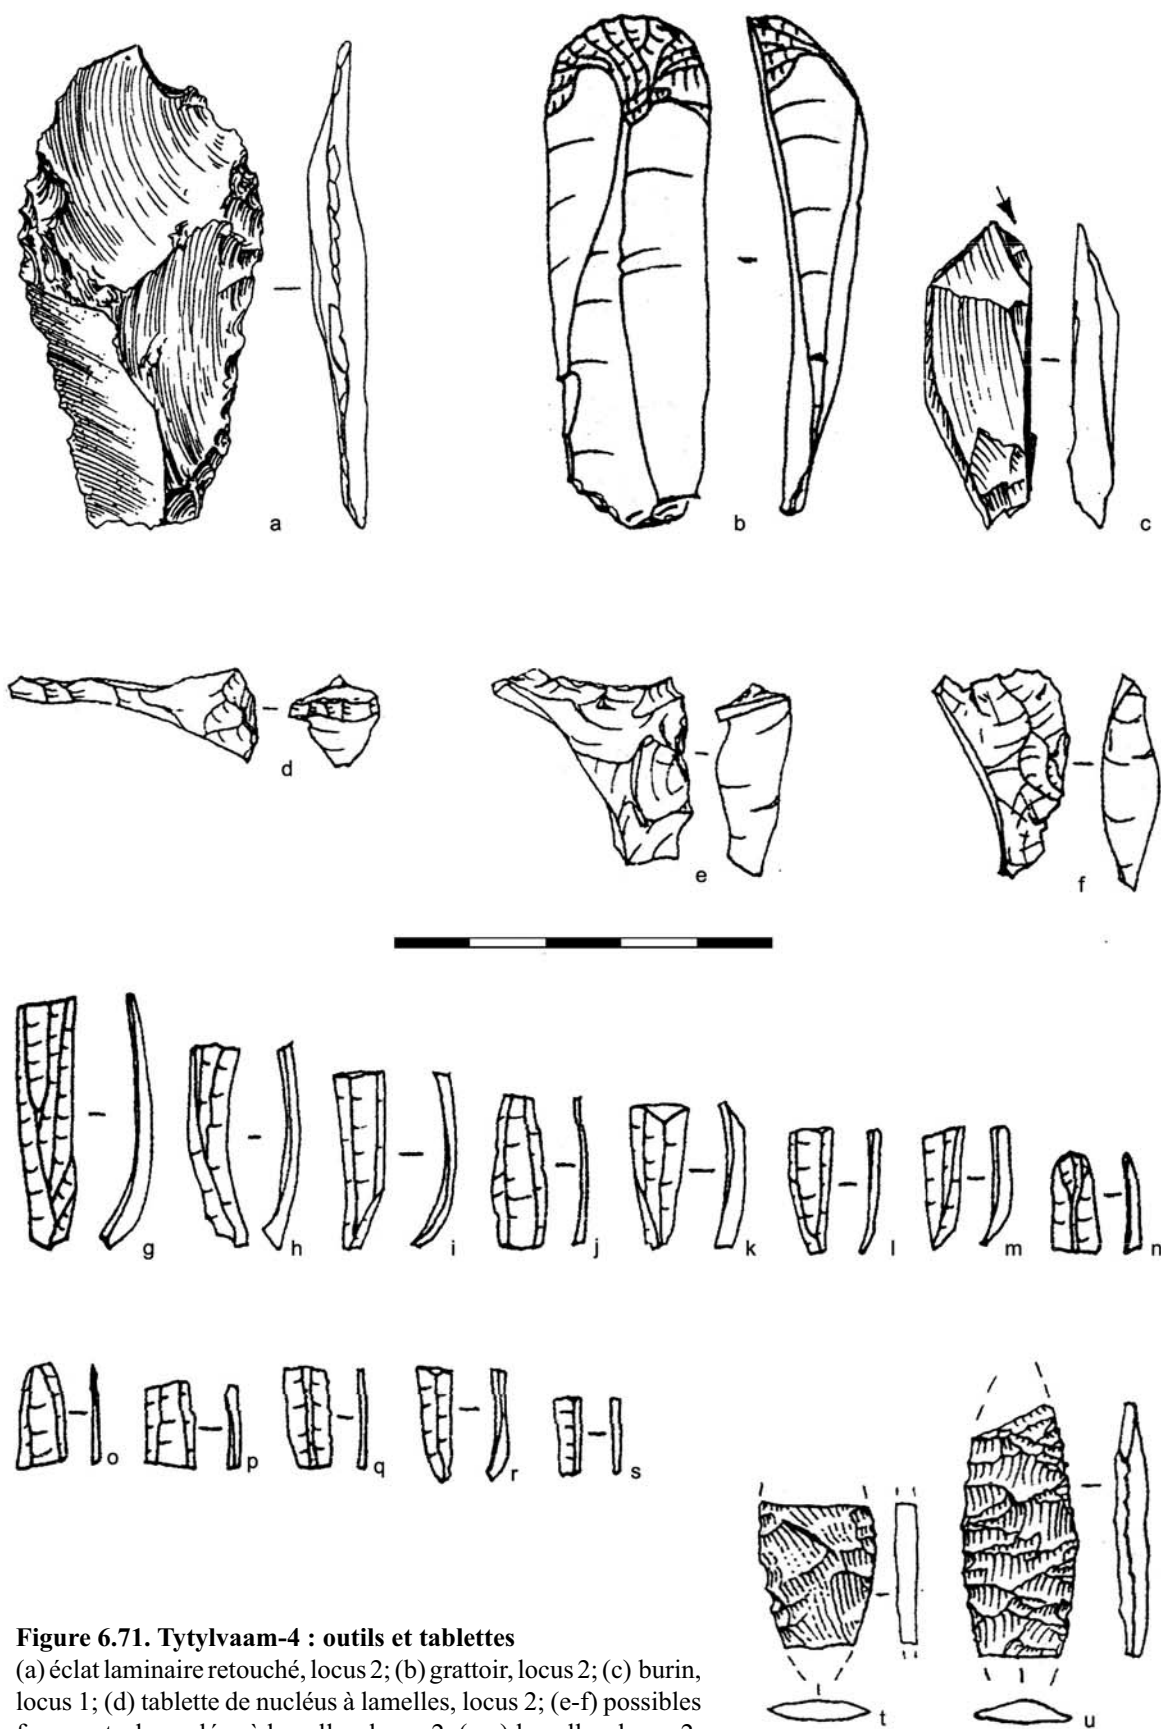 a
b
c
d
e
f
g
h
i
j
k
l
m
n
o
p
q
r
s
t
u
Figure 6.71. Tytylvaam-4 : outils et tablettes
(a) éclat laminaire retouché, locus 2; (b) grattoir, locus 2; (c) burin,
locus 1; (d) tablette de nucléus à lamelles, locus 2; (e-f) possibles